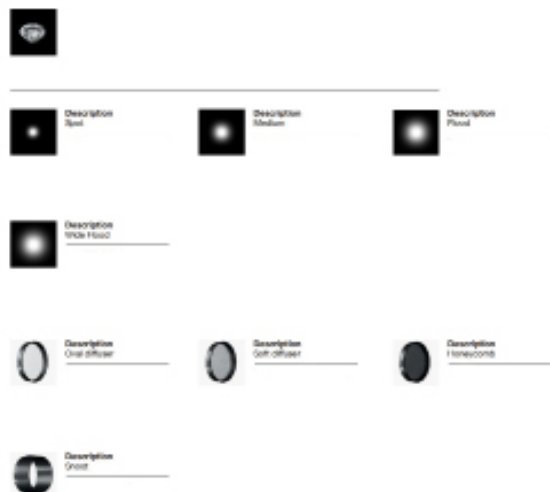 Description
Spot
Description
Medium
Description
Flood
Description
Wide Flood
Description
Oval diffuser
Description
Soft diffuser
Description
Honeycomb
Description
Snoot